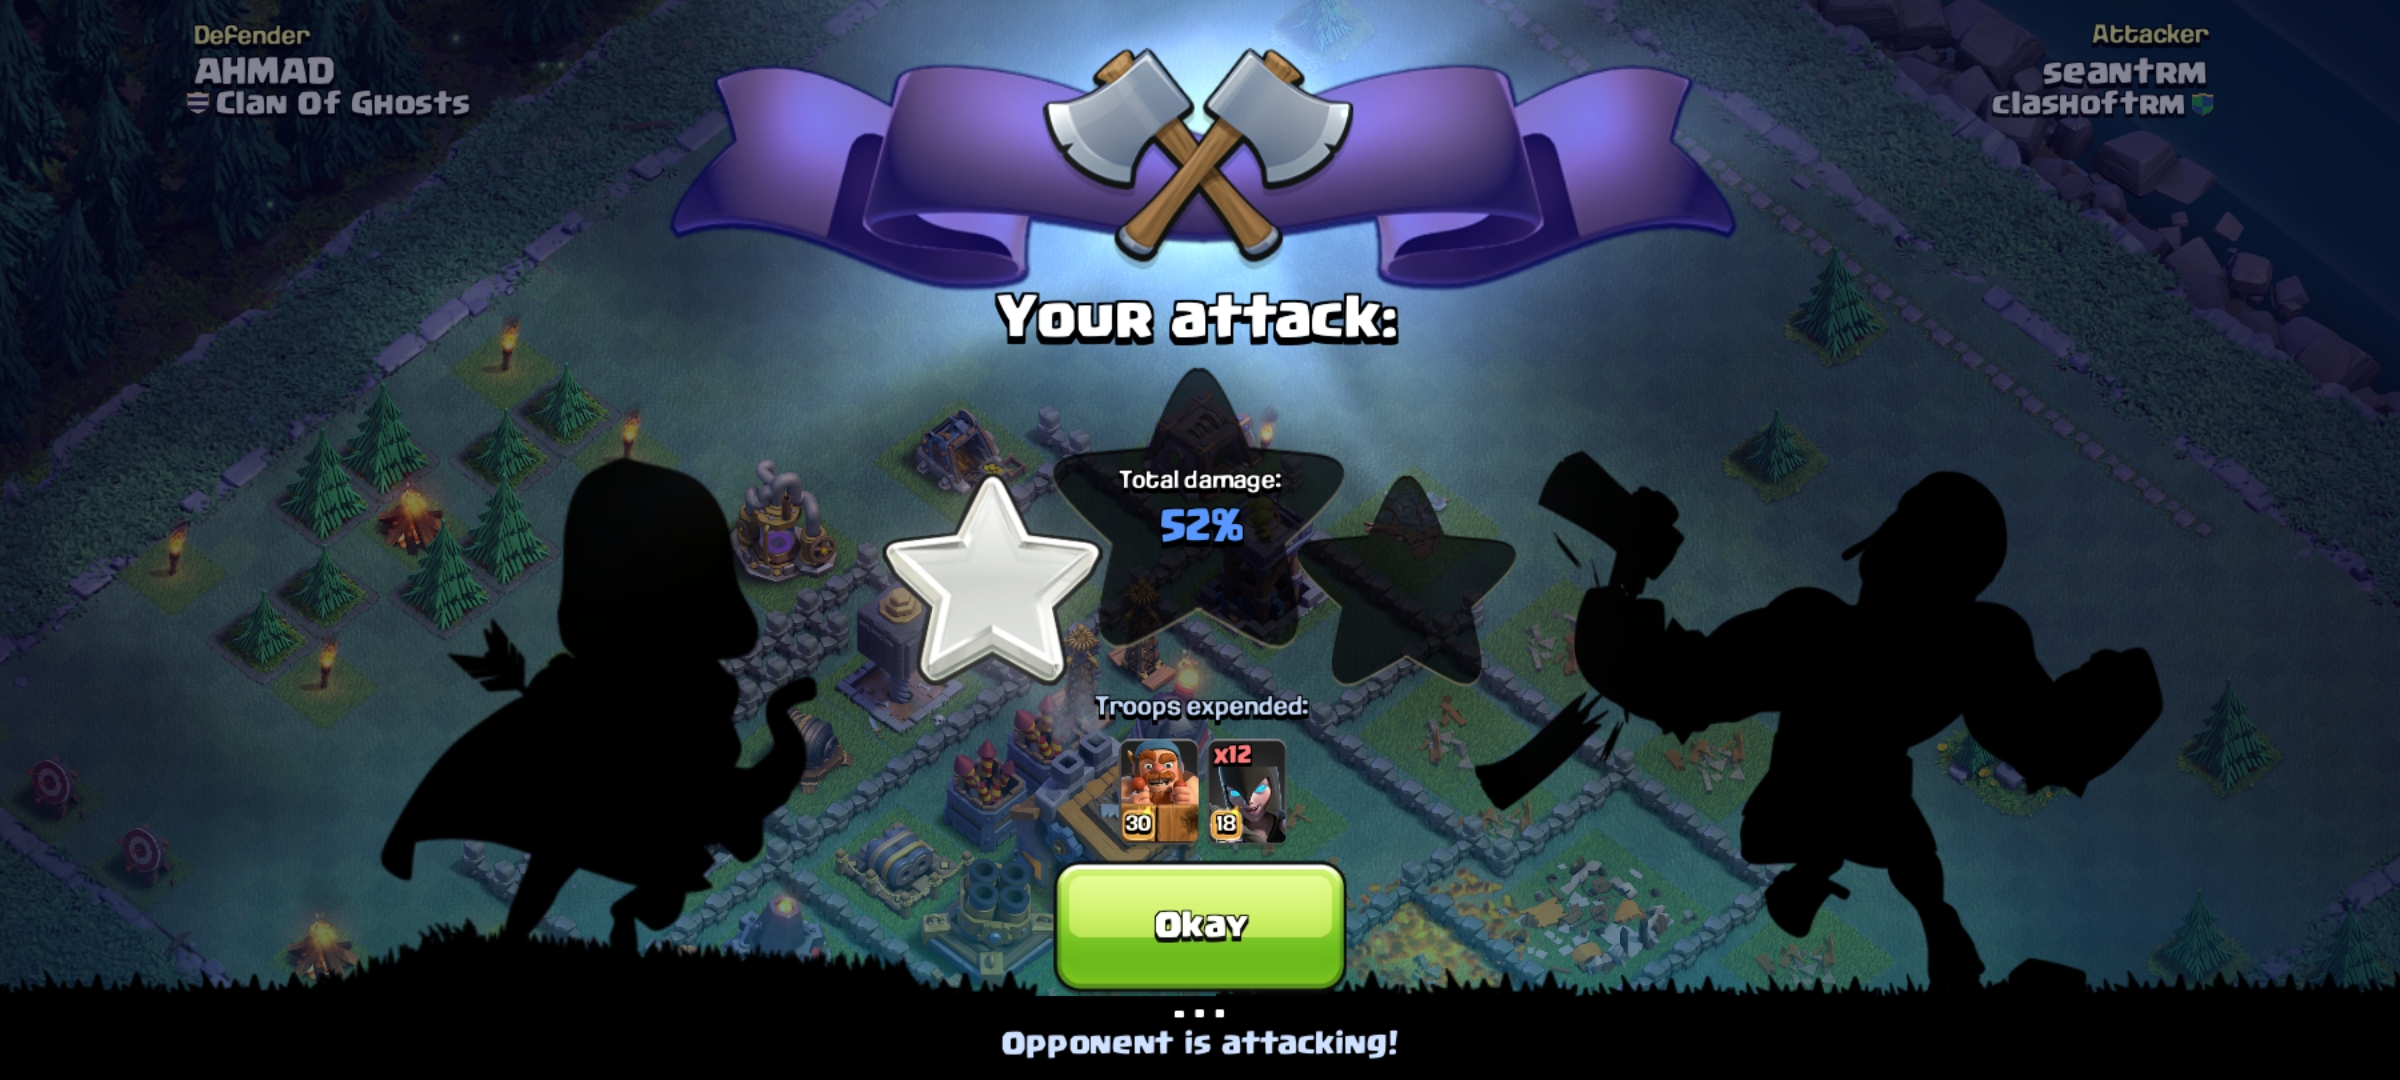 Defender
AHMAD
Clan Of Ghosts
Attacker
seantrm
clashoftrm
Your attack:
Total damage:
52%
Troops expended:
x12
30
18
Okay
Opponent is attacking!